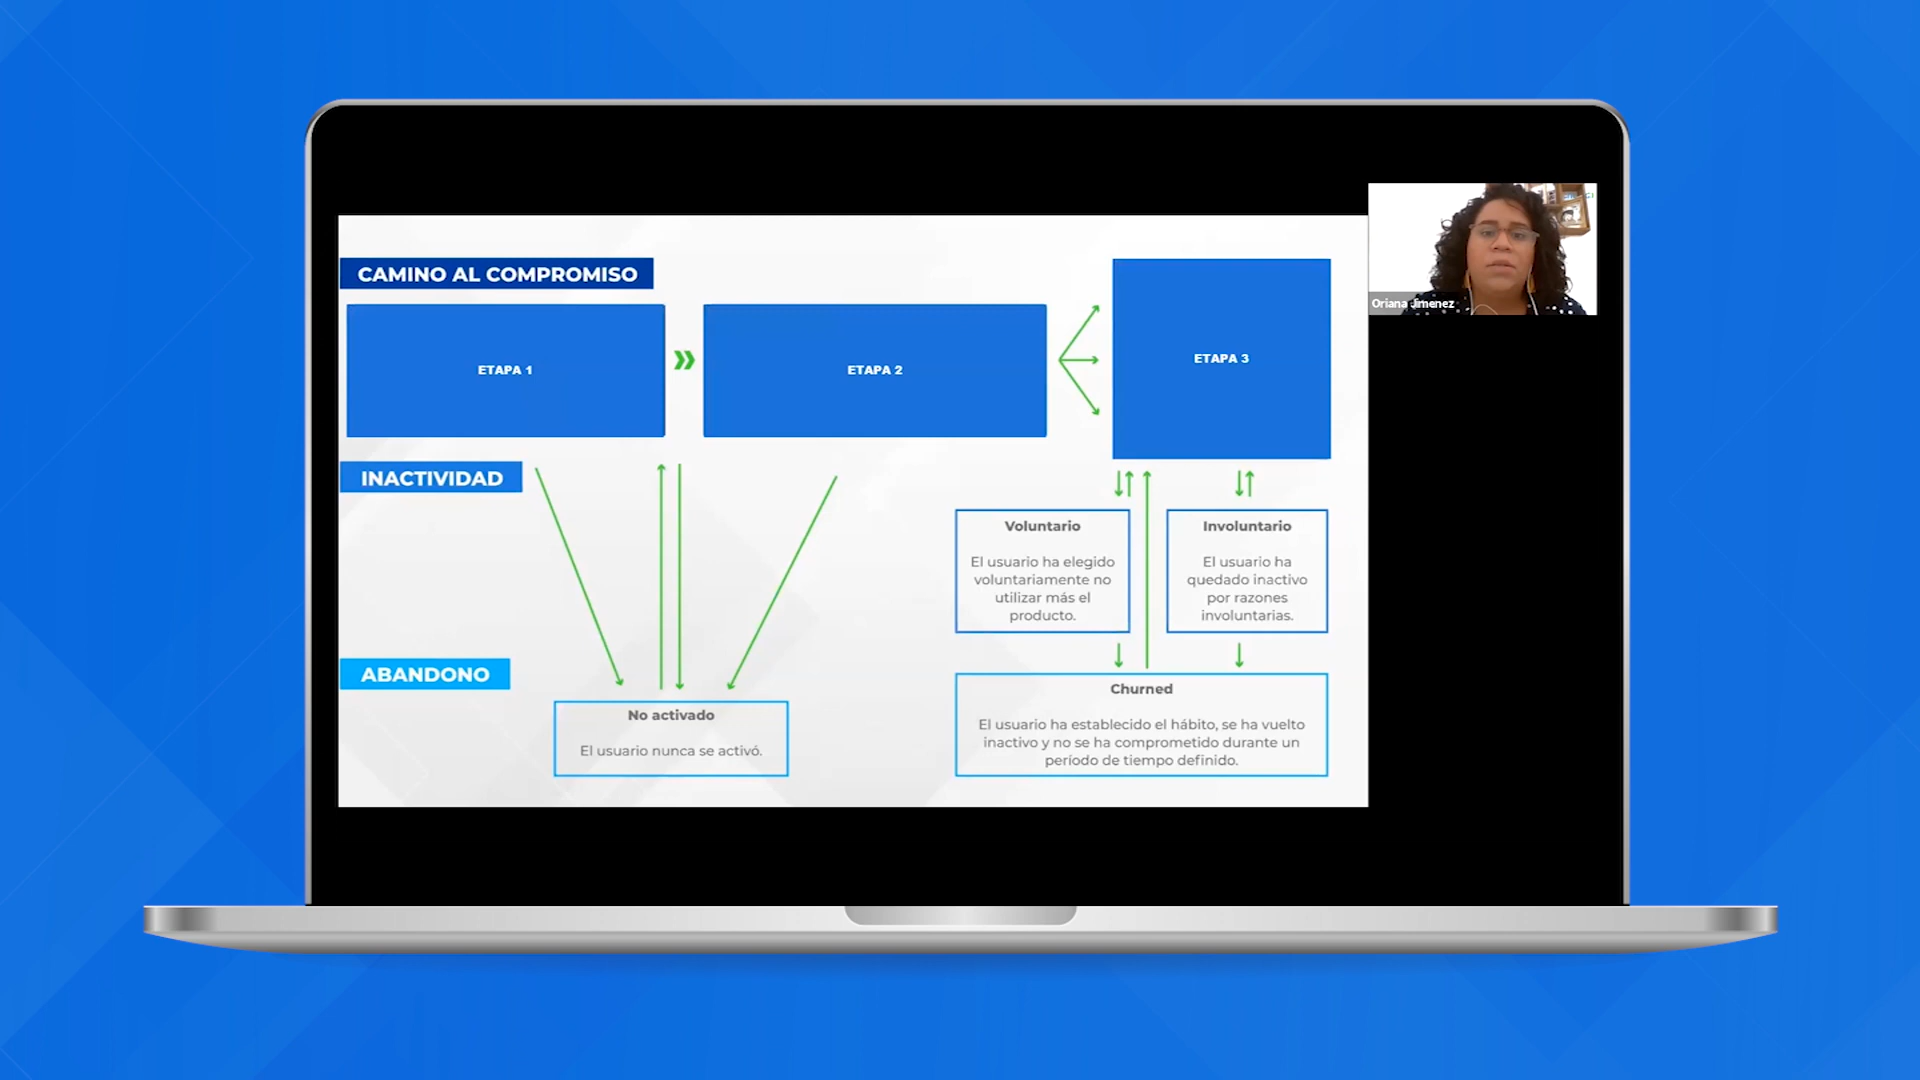 CAMINO AL COMPROMISO
ETAPA 1
ETAPA 2
ETAPA 3
Oriana Jimenez
INACTIVIDAD
Voluntario
El usuario ha elegido
voluntariamente no
utilizar más el
producto.
Involuntario
El usuario ha
quedado inactivo
por razones
involuntarias.
ABANDONO
No activado
El usuario nunca se activó.
Churned
El usuario ha establecido el hábito, se ha vuelto
inactivo y no se ha comprometido durante un
período de tiempo definido.